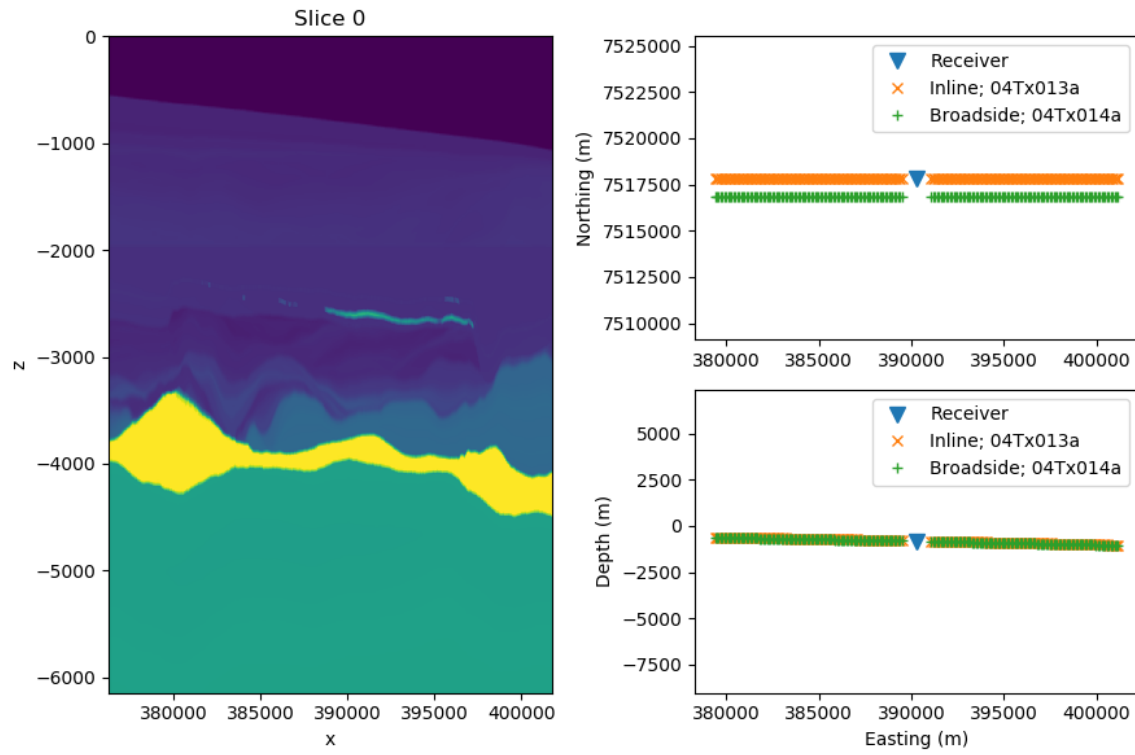 Slice 0
0
−1000
−2000
−3000
−4000
−5000
−6000
z
380000 385000 390000 395000 400000
x
7525000
7522500
7520000
7517500
7515000
7512500
7510000
Northing (m)
Receiver
Inline; 04Tx013a
Broadside; 04Tx014a
380000 385000 390000 395000 400000
5000
2500
0
−2500
−5000
−7500
Depth (m)
Receiver
Inline; 04Tx013a
Broadside; 04Tx014a
380000 385000 390000 395000 400000
Easting (m)